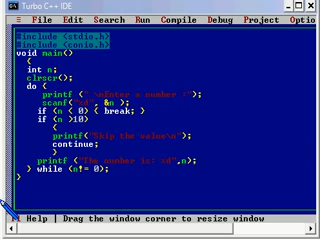 Turbo C++ IDE
≡ File Edit Search Run Compile Debug Project Optio
#include <stdio.h>
#include <conio.h>
void main()
{
int n;
clrscr();
do {
printf (" \nEnter a number :");
scanf("%d", &n );
if (n < 0) { break; }
if (n >10)
{
printf("Skip the value\n");
continue;
}
printf ("The number is: %d",n);
} while (n!= 0);
}
Help | Drag the window corner to resize window